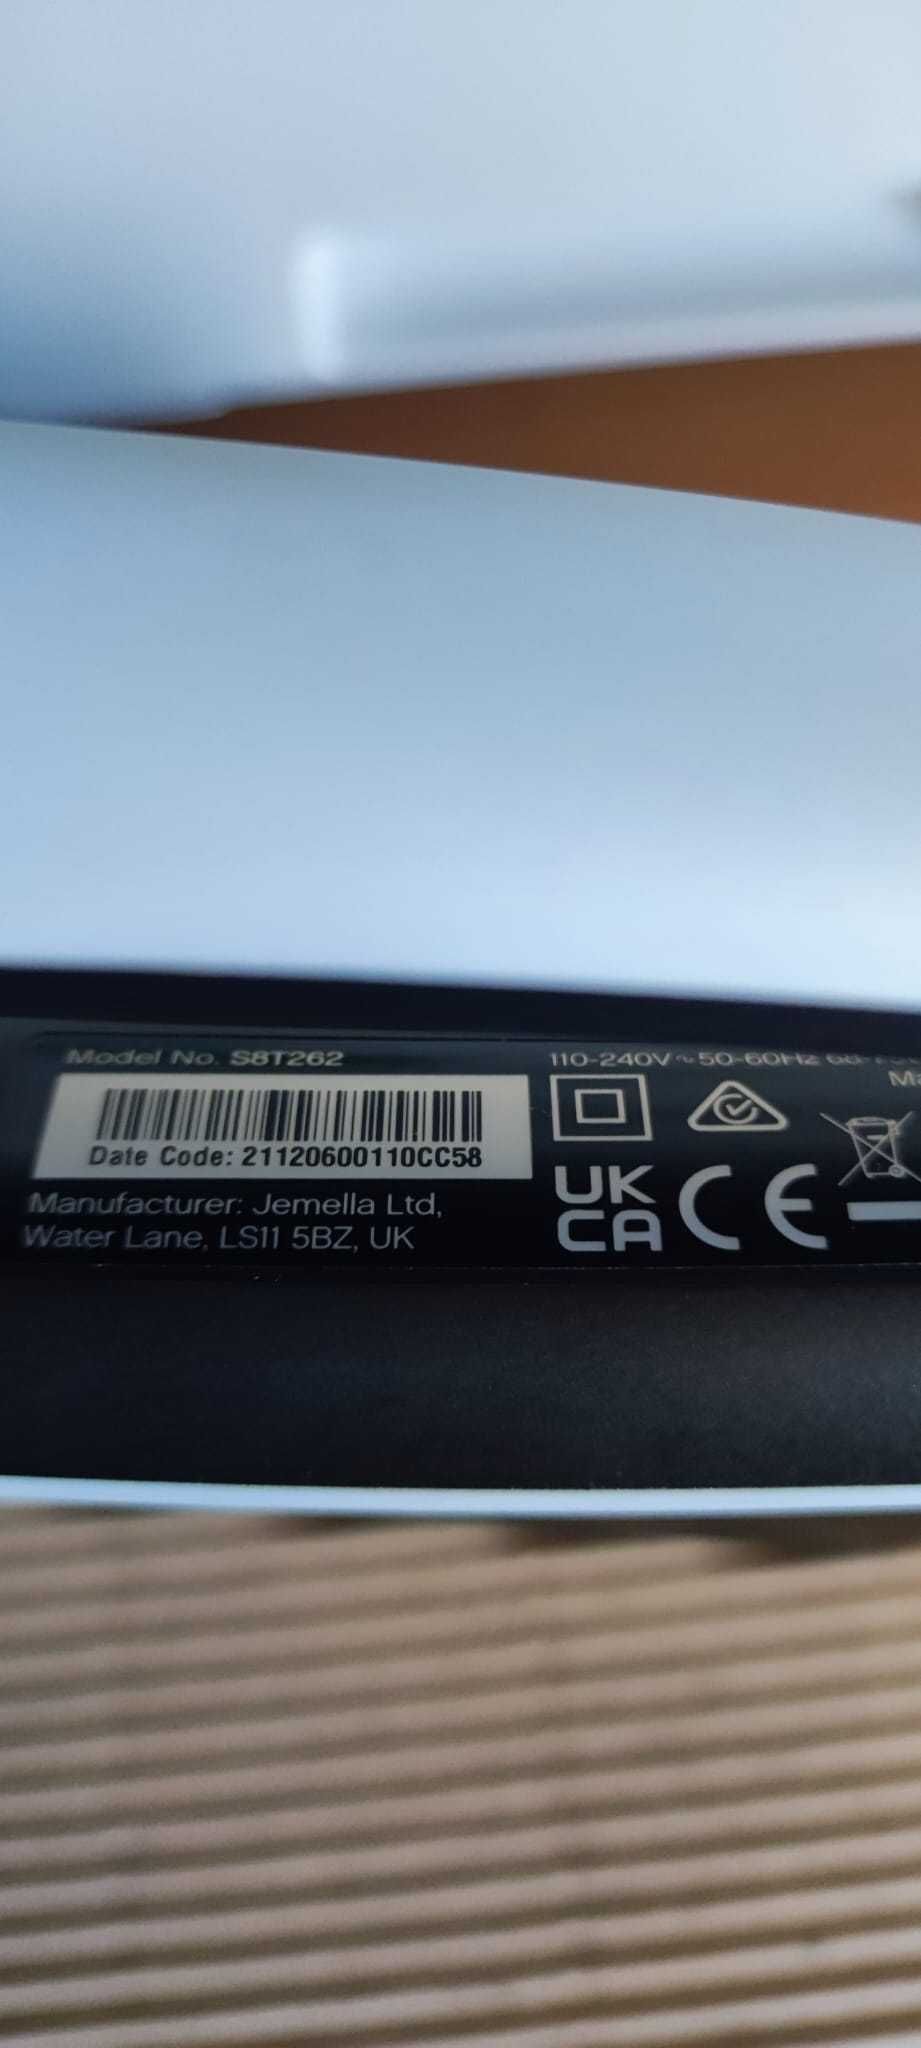 Model No. S8T262
110-240V~50-60Hz
Date Code: 21120600110CC58
Manufacturer: Jemella Ltd,
Water Lane, LS11 5BZ, UK
UK
CA
CE